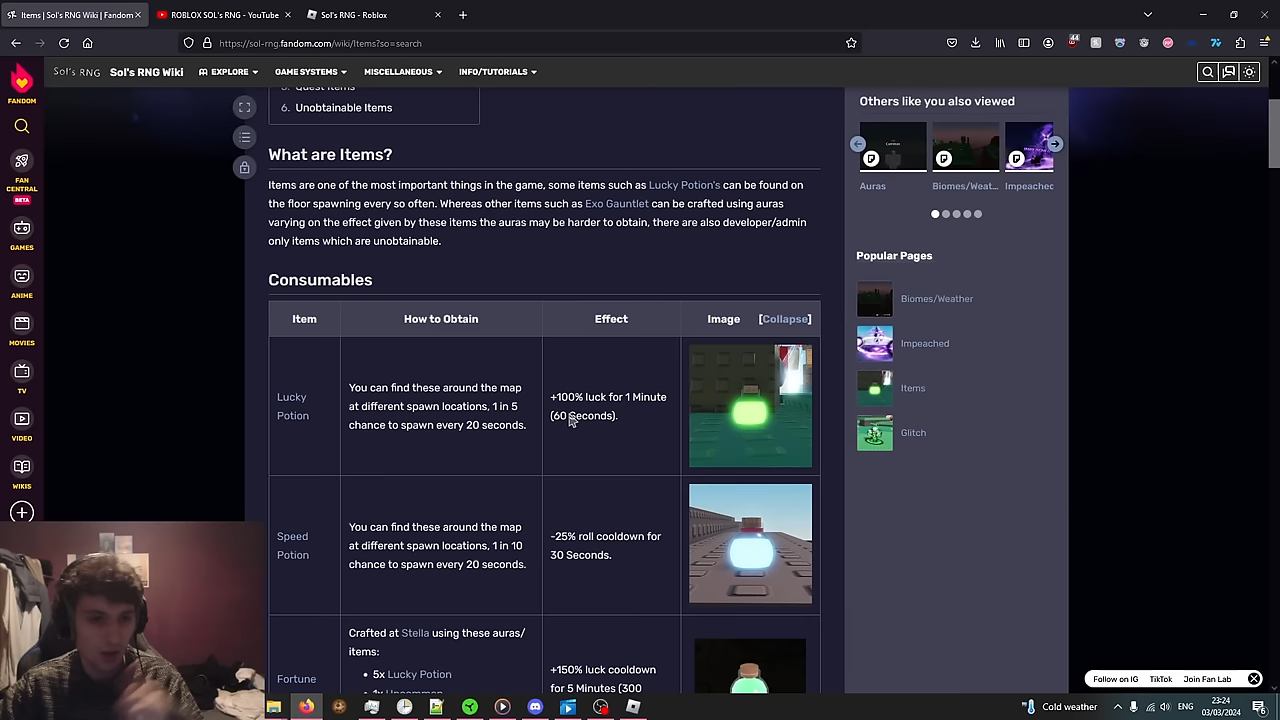 Items | Sol's RNG Wiki | Fandom
ROBLOX SOL's RNG - YouTube
Sol's RNG - Roblox
https://sol-rng.fandom.com/wiki/Items?so=search
44
FANDOM
Sol's RNG
Sol's RNG Wiki
EXPLORE
GAME SYSTEMS
MISCELLANEOUS
INFO/TUTORIALS
FAN CENTRAL
BETA
GAMES
ANIME
MOVIES
TV
VIDEO
WIKIS
5. Quest Items
6. Unobtainable Items
What are Items?
Items are one of the most important metas in the game, some items such as Lucky Potion's can be found on
the floor spawning every so often. Whereas other items such as Exo Gauntlet can be crafted using auras
varying on the effect given by these items the auras may be harder to obtain, there are also developer/admin
only items which are unobtainable.
Consumables
Item
How to Obtain
Effect
Image
[Collapse]
Lucky
Potion
You can find these around the map
at different spawn locations, 1 in 5
chance to spawn every 20 seconds.
+100% luck for 1 Minute
(60 Seconds).
Speed
Potion
You can find these around the map
at different spawn locations, 1 in 10
chance to spawn every 20 seconds.
-25% roll cooldown for
30 Seconds.
Fortune
Crafted at Stella using these auras/
items:
• 5x Lucky Potion
• 1x Uncommon
+150% luck cooldown
for 5 Minutes (300
Others like you also viewed
Auras
Biomes/Weat...
Impeached
Popular Pages
Biomes/Weather
Impeached
Items
Glitch
Follow on IG
TikTok
Join Fan Lab
Cold weather
ENG
23:24
03/03/2024